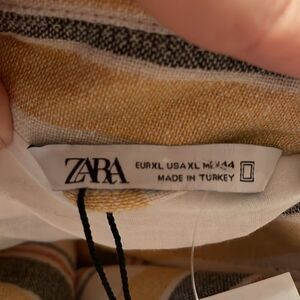 ZARA
EUR XL USA XL MEX 44
MADE IN TURKEY